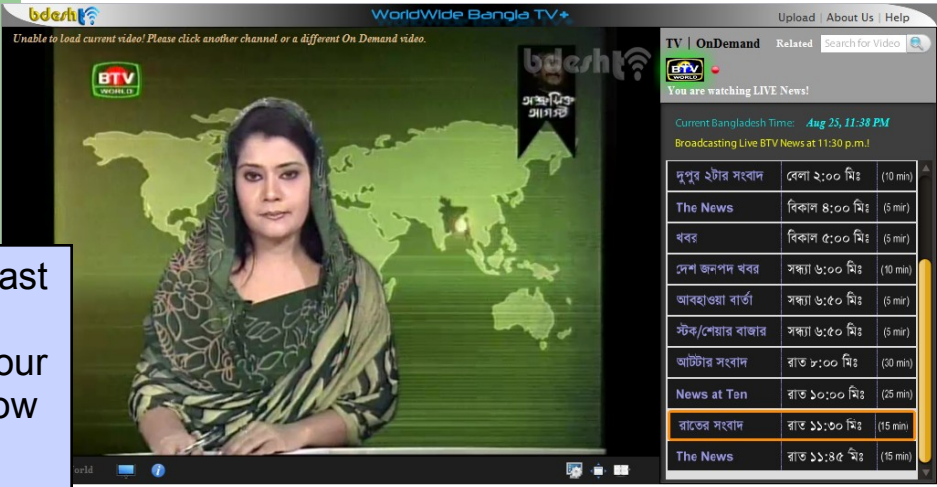 bdesh
WorldWide Bangla TV+
Upload | About Us | Help
Unable to load current video! Please click another channel or a different On Demand video.
BTV
WORLD
bdesh
অশ্রুসিক্ত
আগস্ট
TV | OnDemand Related Search for Video
BTV
WORLD
You are watching LIVE News!
Current Bangladesh Time: Aug 25, 11:38 PM
Broadcasting Live BTV News at 11:30 p.m.!
দুপুর ২টার সংবাদ বেলা ২:০০ মিঃ (10 min)
The News বিকাল ৪:০০ মিঃ (5 min)
খবর বিকাল ৫:০০ মিঃ (5 min)
দেশ জনপদ খবর সন্ধ্যা ৬:০০ মিঃ (10 min)
আবহাওয়া বার্তা সন্ধ্যা ৬:৫০ মিঃ (5 min)
স্টক/শেয়ার বাজার সন্ধ্যা ৬:৫০ মিঃ (5 min)
আটটার সংবাদ রাত ৮:০০ মিঃ (30 min)
News at Ten রাত ১০:০০ মিঃ (25 min)
রাতের সংবাদ রাত ১১:৩০ মিঃ (15 min)
The News রাত ১১:৪৫ মিঃ (15 min)
ast
our
ow
orld